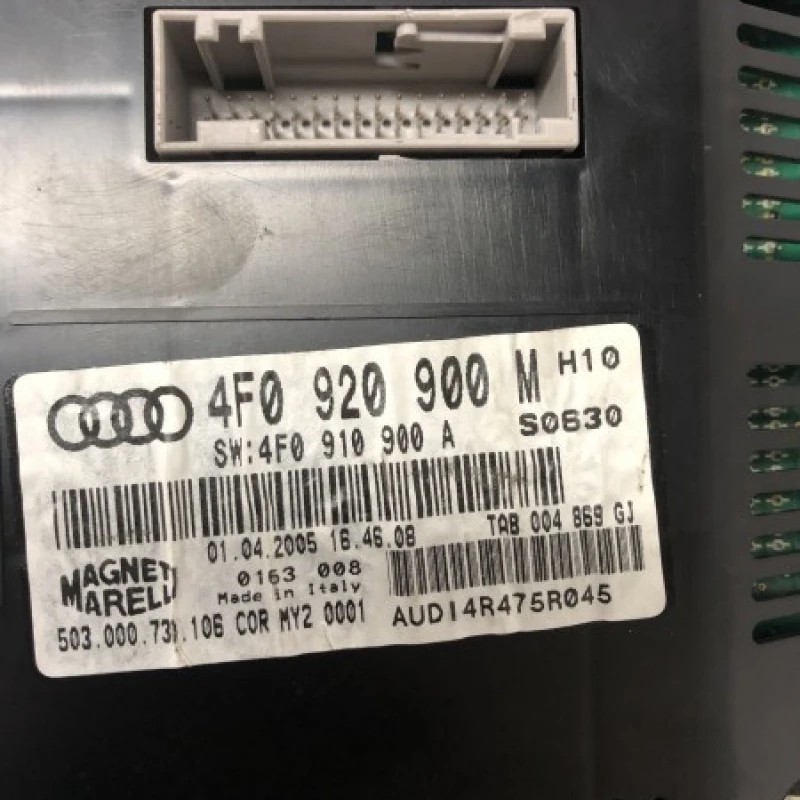 4F0 920 900 M H10
SW:4F0 910 900 A S0630
01.04.2005 16.46.08 TAB 004 869 GJ
MAGNETI MARELLI
0163 008
Made in Italy
503.000.731.106 COR MY2 0001 AUDI4R475R045